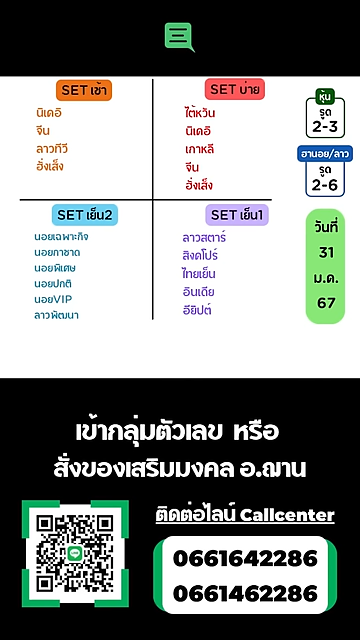 SET เช้า
นิเคอิ
จีน
ลาวทีวี
ฮั่งเส็ง
SET บ่าย
ไต้หวัน
นิเคอิ
เกาหลี
จีน
ฮั่งเส็ง
หุ้น
รูด
2-3
ฮานอย/ลาว
รูด
2-6
SET เย็น2
นอยเฉพาะกิจ
นอยกาชาด
นอยพิเศษ
นอยปกติ
นอยVIP
ลาวพัฒนา
SET เย็น1
ลาวสตาร์
สิงคโปร์
ไทยเย็น
อินเดีย
อียิปต์
วันที่
31
ม.ค.
67
เข้ากลุ่มตัวเลข หรือ
สั่งของเสริมมงคล อ.ฌาน
ติดต่อไลน์ Callcenter
0661642286
0661462286